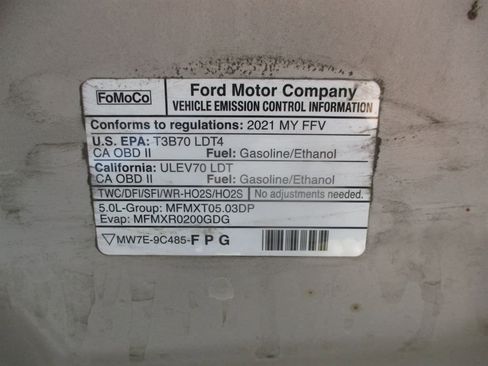 FoMoCo
Ford Motor Company
VEHICLE EMISSION CONTROL INFORMATION
Conforms to regulations: 2021 MY FFV
U.S. EPA: T3B70 LDT4
CA OBD II Fuel: Gasoline/Ethanol
California: ULEV70 LDT
CA OBD II Fuel: Gasoline/Ethanol
TWC/DFI/SFI/WR-HO2S/HO2S No adjustments needed.
5.0L-Group: MFMXT05.03DP
Evap: MFMXR0200GDG
MW7E-9C485-FPG